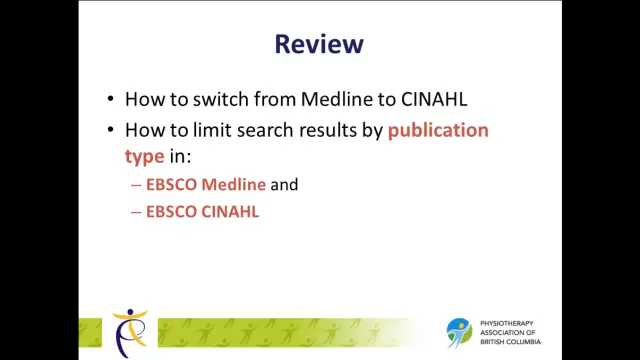 Review
• How to switch from Medline to CINAHL
• How to limit search results by publication
type in:
– EBSCO Medline and
– EBSCO CINAHL
PHYSIOTHERAPY
ASSOCIATION OF
BRITISH COLUMBIA